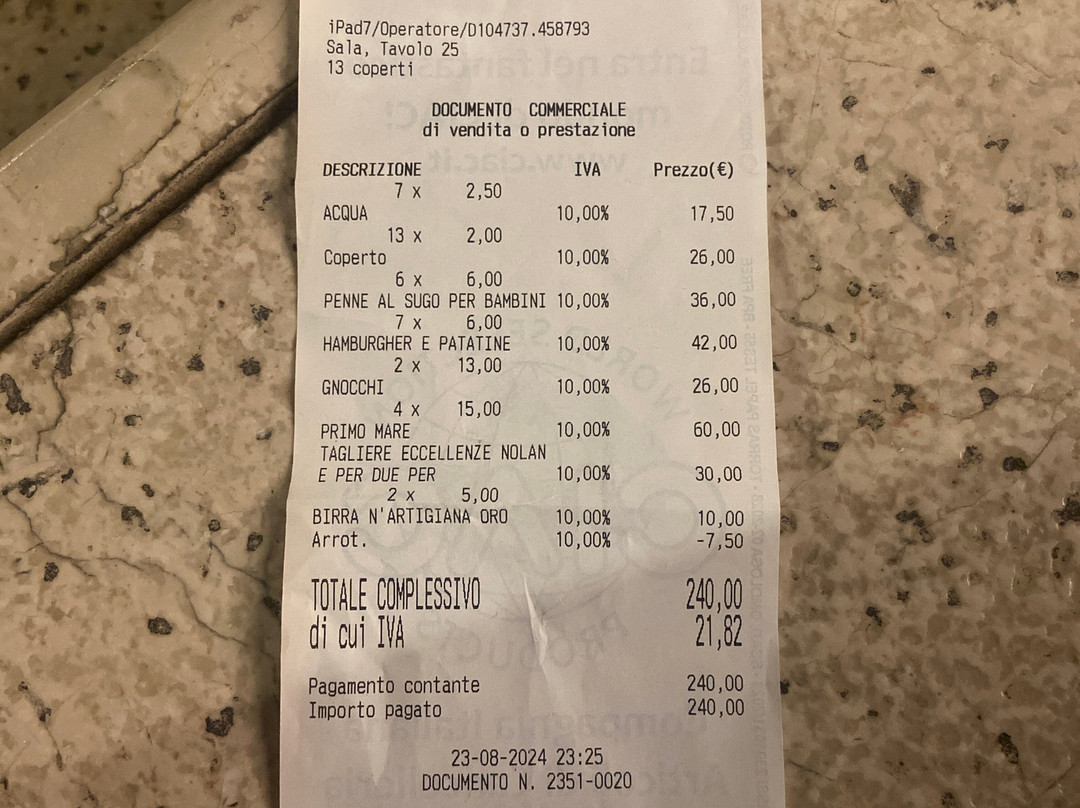 iPad7/Operatore/D104737.458793
Sala, Tavolo 25
13 coperti
DOCUMENTO COMMERCIALE
di vendita o prestazione
DESCRIZIONE IVA Prezzo(€)
7 x 2,50
ACQUA 10,00% 17,50
13 x 2,00
Coperto 10,00% 26,00
6 x 6,00
PENNE AL SUGO PER BAMBINI 10,00% 36,00
7 x 6,00
HAMBURGHER E PATATINE 10,00% 42,00
2 x 13,00
GNOCCHI 10,00% 26,00
4 x 15,00
PRIMO MARE 10,00% 60,00
TAGLIERE ECCELLENZE NOLAN
E PER DUE PER 10,00% 30,00
2 x 5,00
BIRRA N'ARTIGIANA ORO 10,00% 10,00
Arrot. 10,00% -7,50
TOTALE COMPLESSIVO 240,00
di cui IVA 21,82
Pagamento contante 240,00
Importo pagato 240,00
23-08-2024 23:25
DOCUMENTO N. 2351-0020